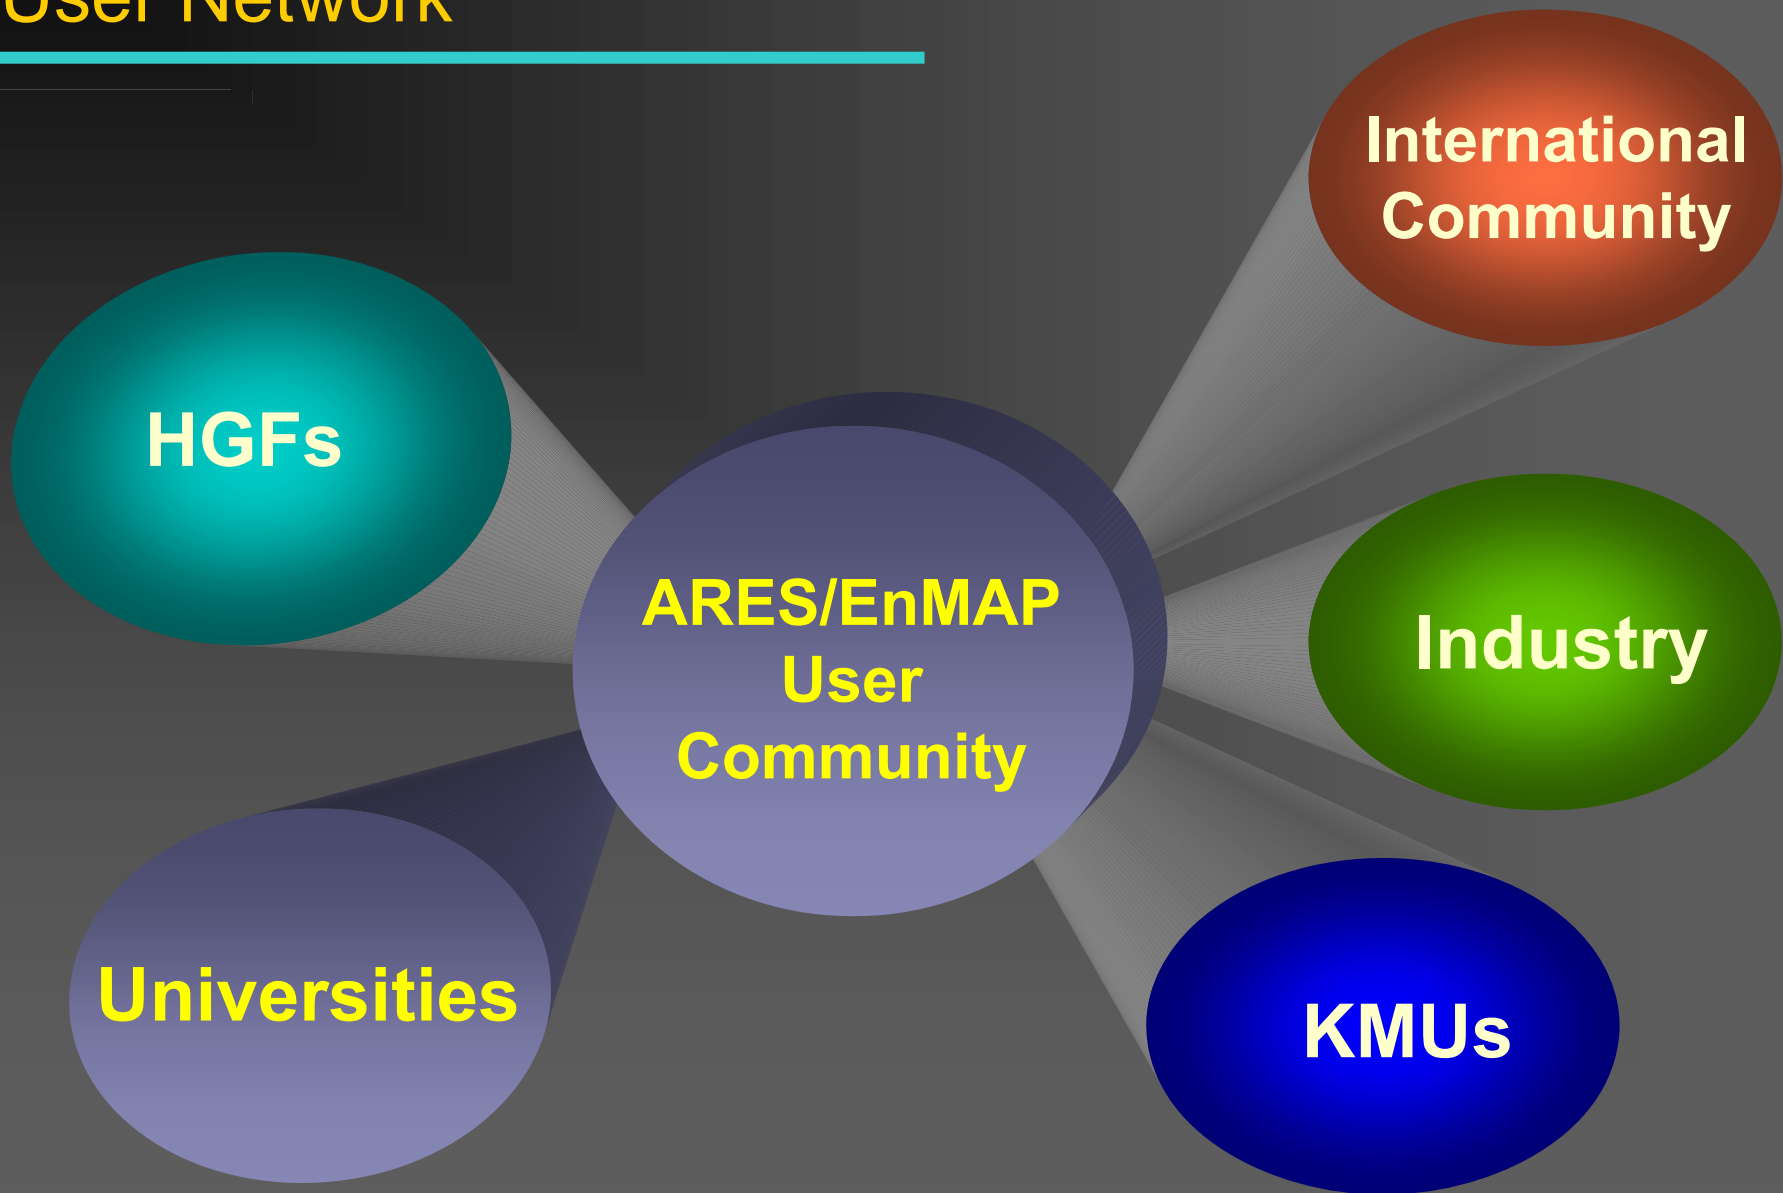 User Network
International
Community
HGFs
ARES/EnMAP
User
Community
Industry
Universities
KMUs